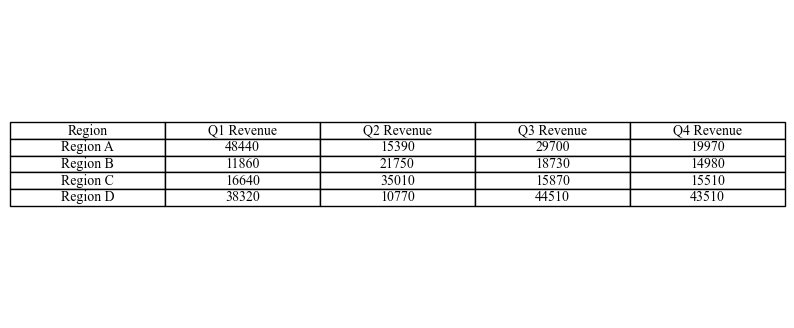 Region Q1 Revenue Q2 Revenue Q3 Revenue Q4 Revenue
Region A 48440 15390 29700 19970
Region B 11860 21750 18730 14980
Region C 16640 35010 15870 15510
Region D 38320 10770 44510 43510